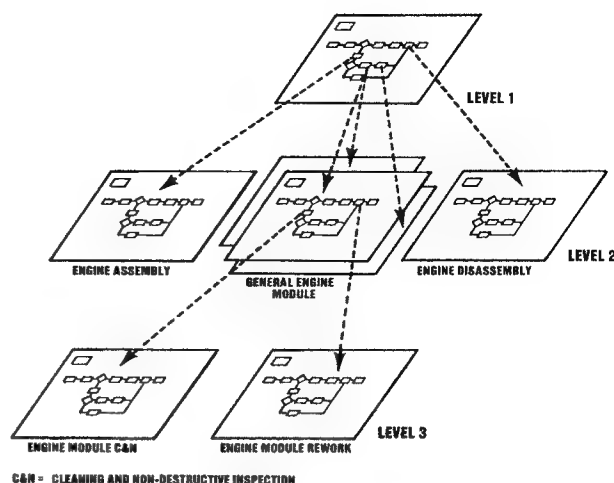 LEVEL 1
ENGINE ASSEMBLY
GENERAL ENGINE
MODULE
ENGINE DISASSEMBLY
LEVEL 2
ENGINE MODULE C&N
ENGINE MODULE REWORK
LEVEL 3
C&N = CLEANING AND NON-DESTRUCTIVE INSPECTION